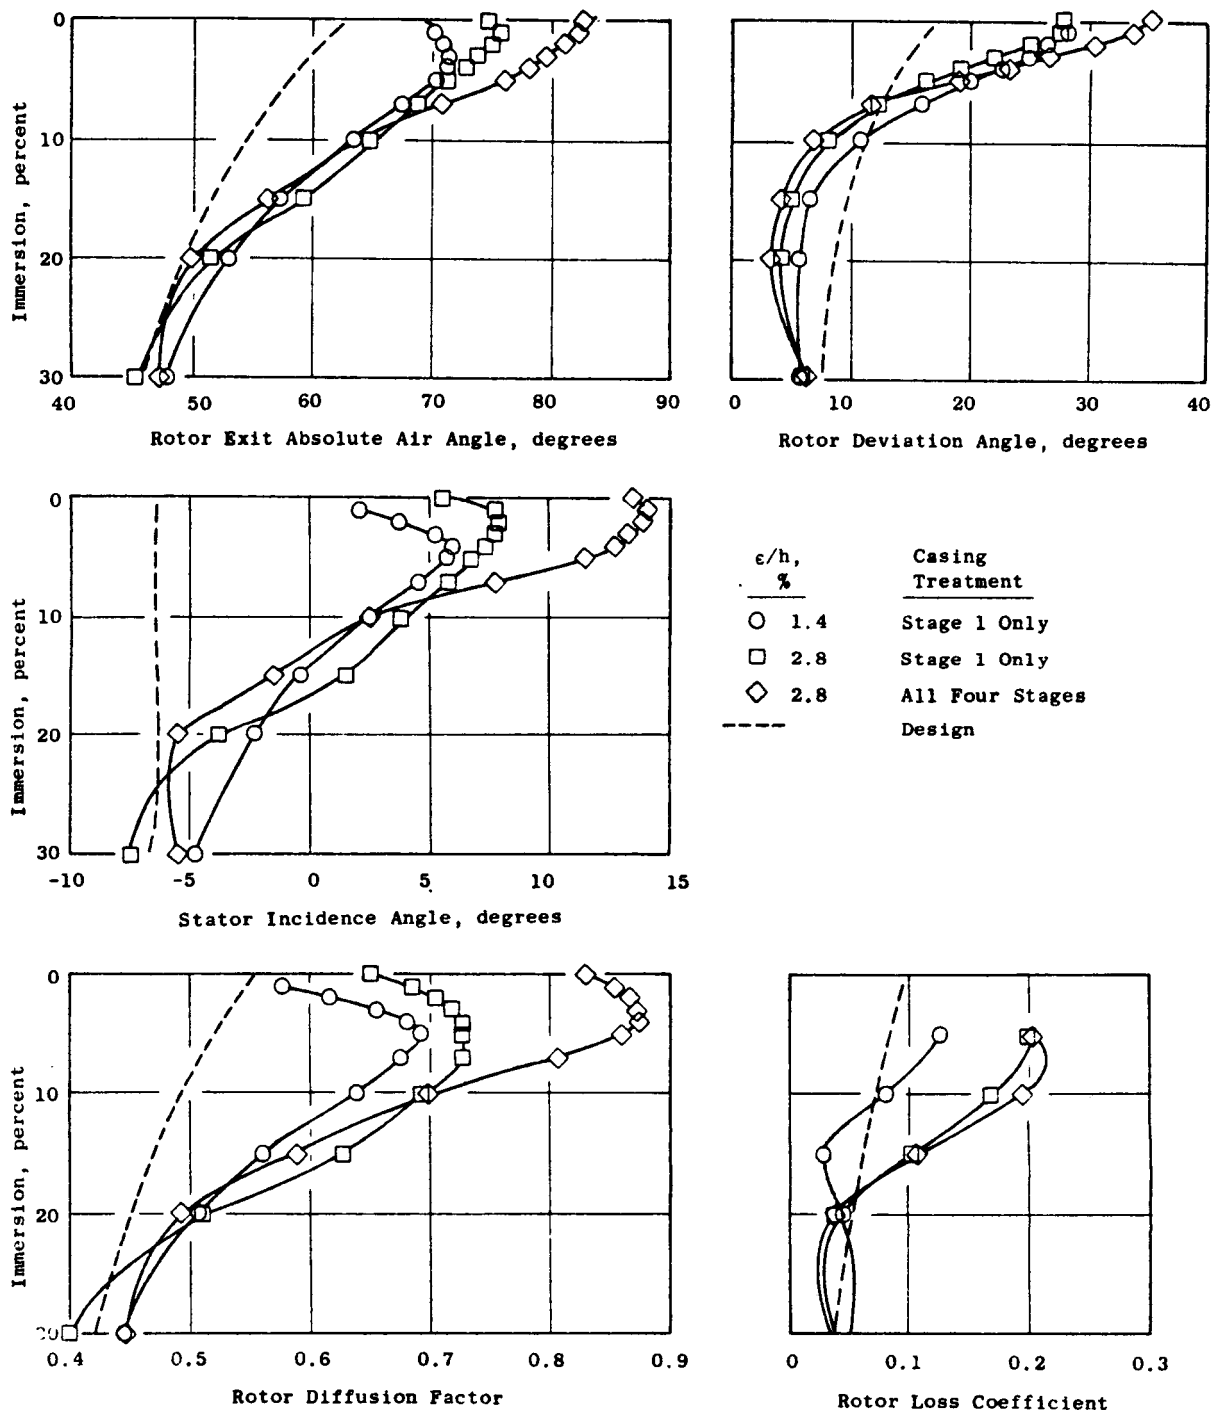 0
10
20
30
Immersion, percent
40 50 60 70 80 90
Rotor Exit Absolute Air Angle, degrees
0 10 20 30 40
Rotor Deviation Angle, degrees
0
10
20
30
Immersion, percent
-10 -5 0 5 10 15
Stator Incidence Angle, degrees
ε/h, Casing
% Treatment
1.4 Stage 1 Only
2.8 Stage 1 Only
2.8 All Four Stages
Design
0
10
20
Immersion, percent
0.4 0.5 0.6 0.7 0.8 0.9
Rotor Diffusion Factor
0 0.1 0.2 0.3
Rotor Loss Coefficient